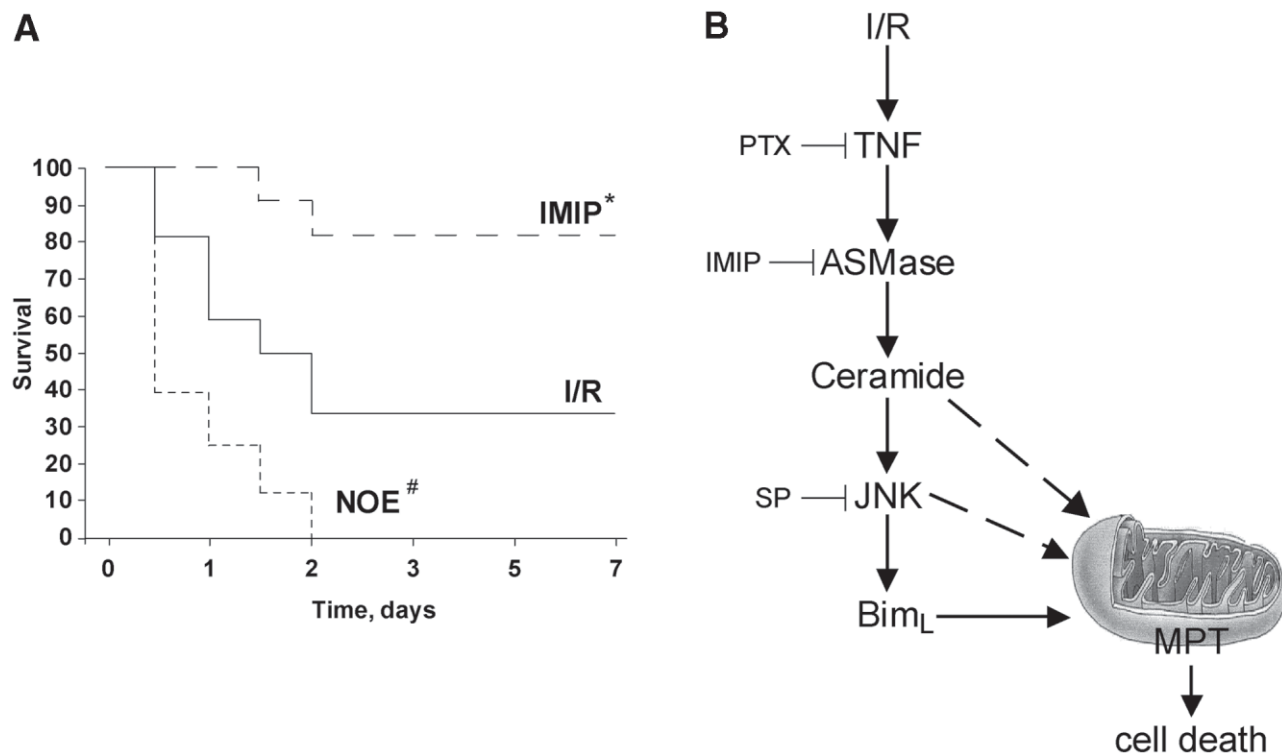 A
100
90
80
70
60
50
40
30
20
10
0
Survival
0 1 2 3 5 7
Time, days
IMIP*
I/R
NOE #
B
I/R
PTX TNF
IMIP ASMase
Ceramide
SP JNK
BimL
MPT
cell death